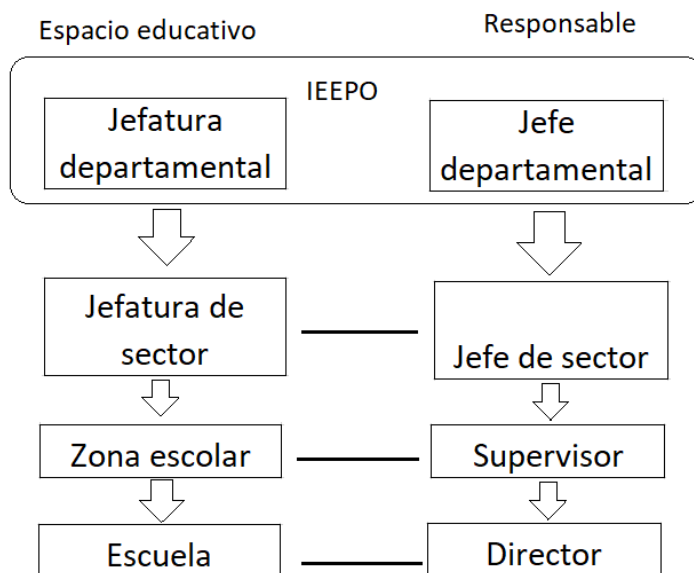 Espacio educativo
Responsable
IEEPO
Jefatura
departamental
Jefe
departamental
Jefatura de
sector
Jefe de sector
Zona escolar
Supervisor
Escuela
Director